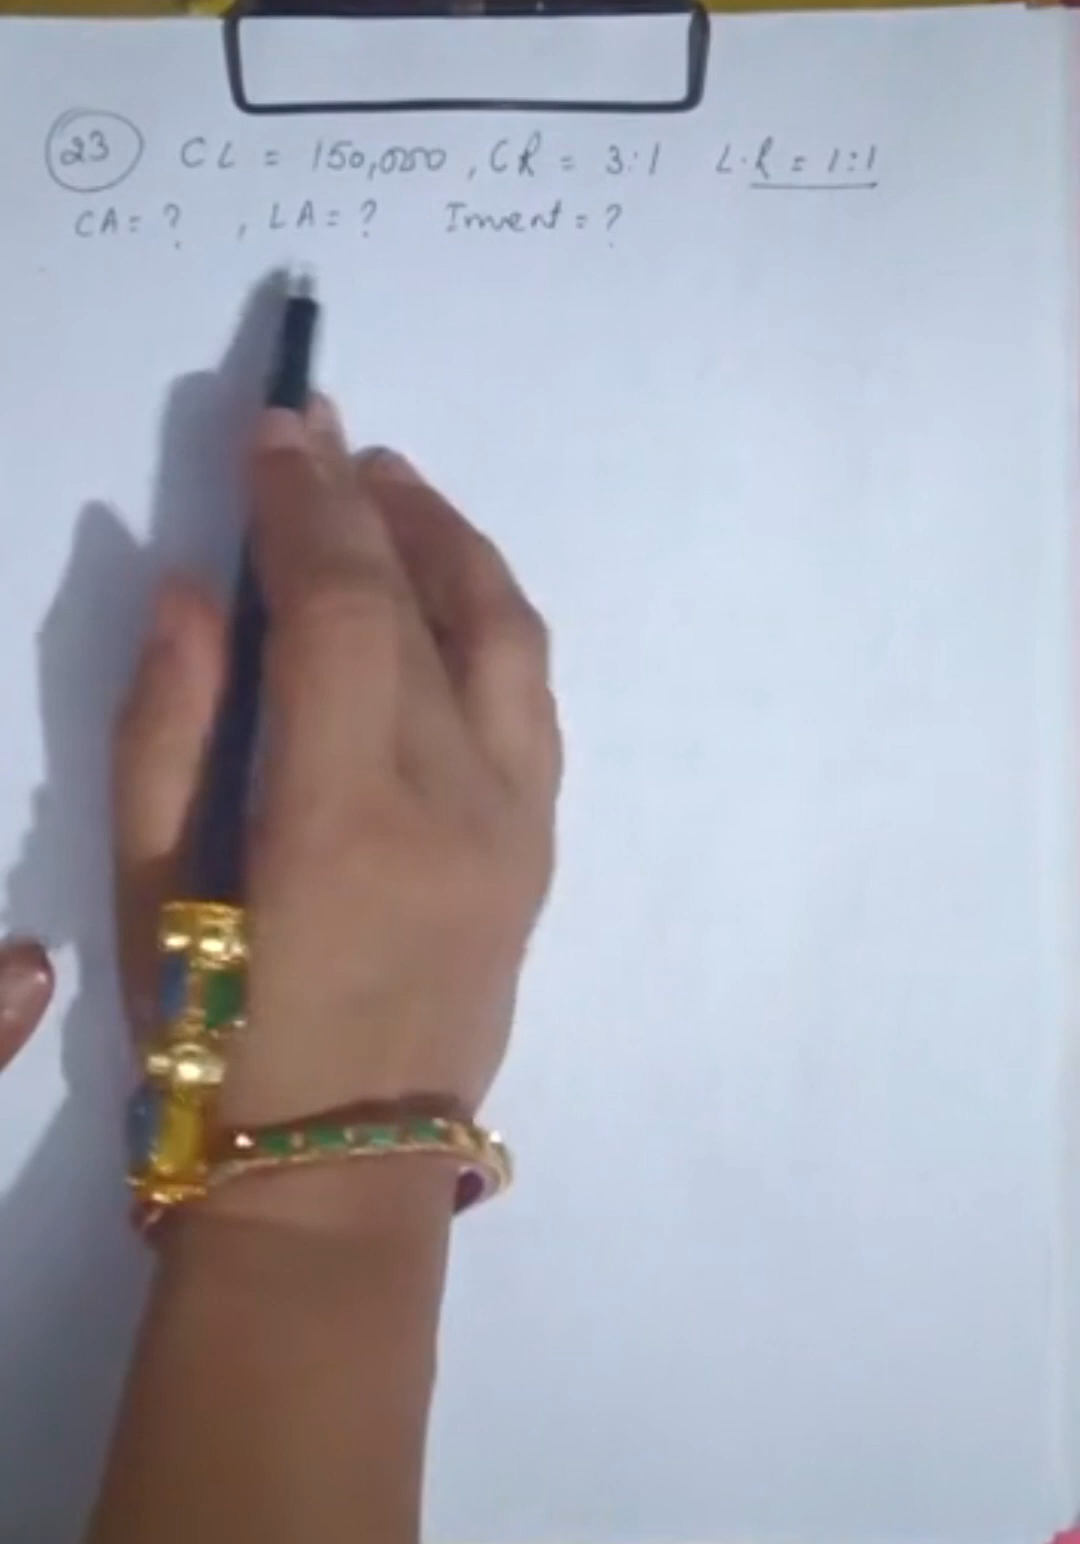 23 CL = 150,000, CR = 3:1 L.R = 1:1
CA = ? , LA = ? Invent = ?